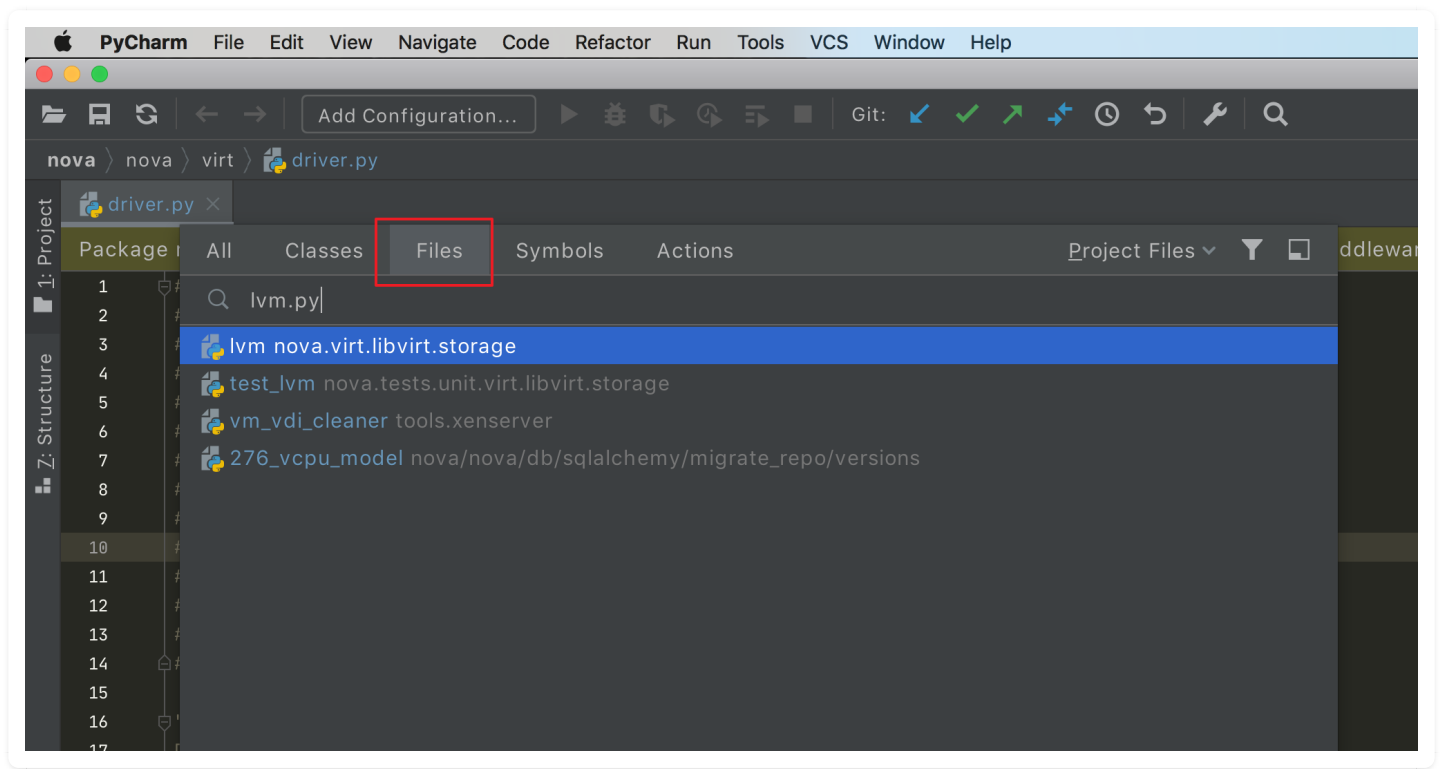 PyCharm File Edit View Navigate Code Refactor Run Tools VCS Window Help
Add Configuration... Git:
nova nova virt driver.py
1: Project
driver.py
Package
All Classes Files Symbols Actions Project Files
lvm.py
lvm nova.virt.libvirt.storage
test_lvm nova.tests.unit.virt.libvirt.storage
vm_vdi_cleaner tools.xenserver
276_vcpu_model nova/nova/db/sqlalchemy/migrate_repo/versions
Z: Structure
1 #
2 #
3 #
4 #
5 #
6 #
7 #
8 #
9 #
10 #
11 #
12 #
13 #
14 #
15
16
17